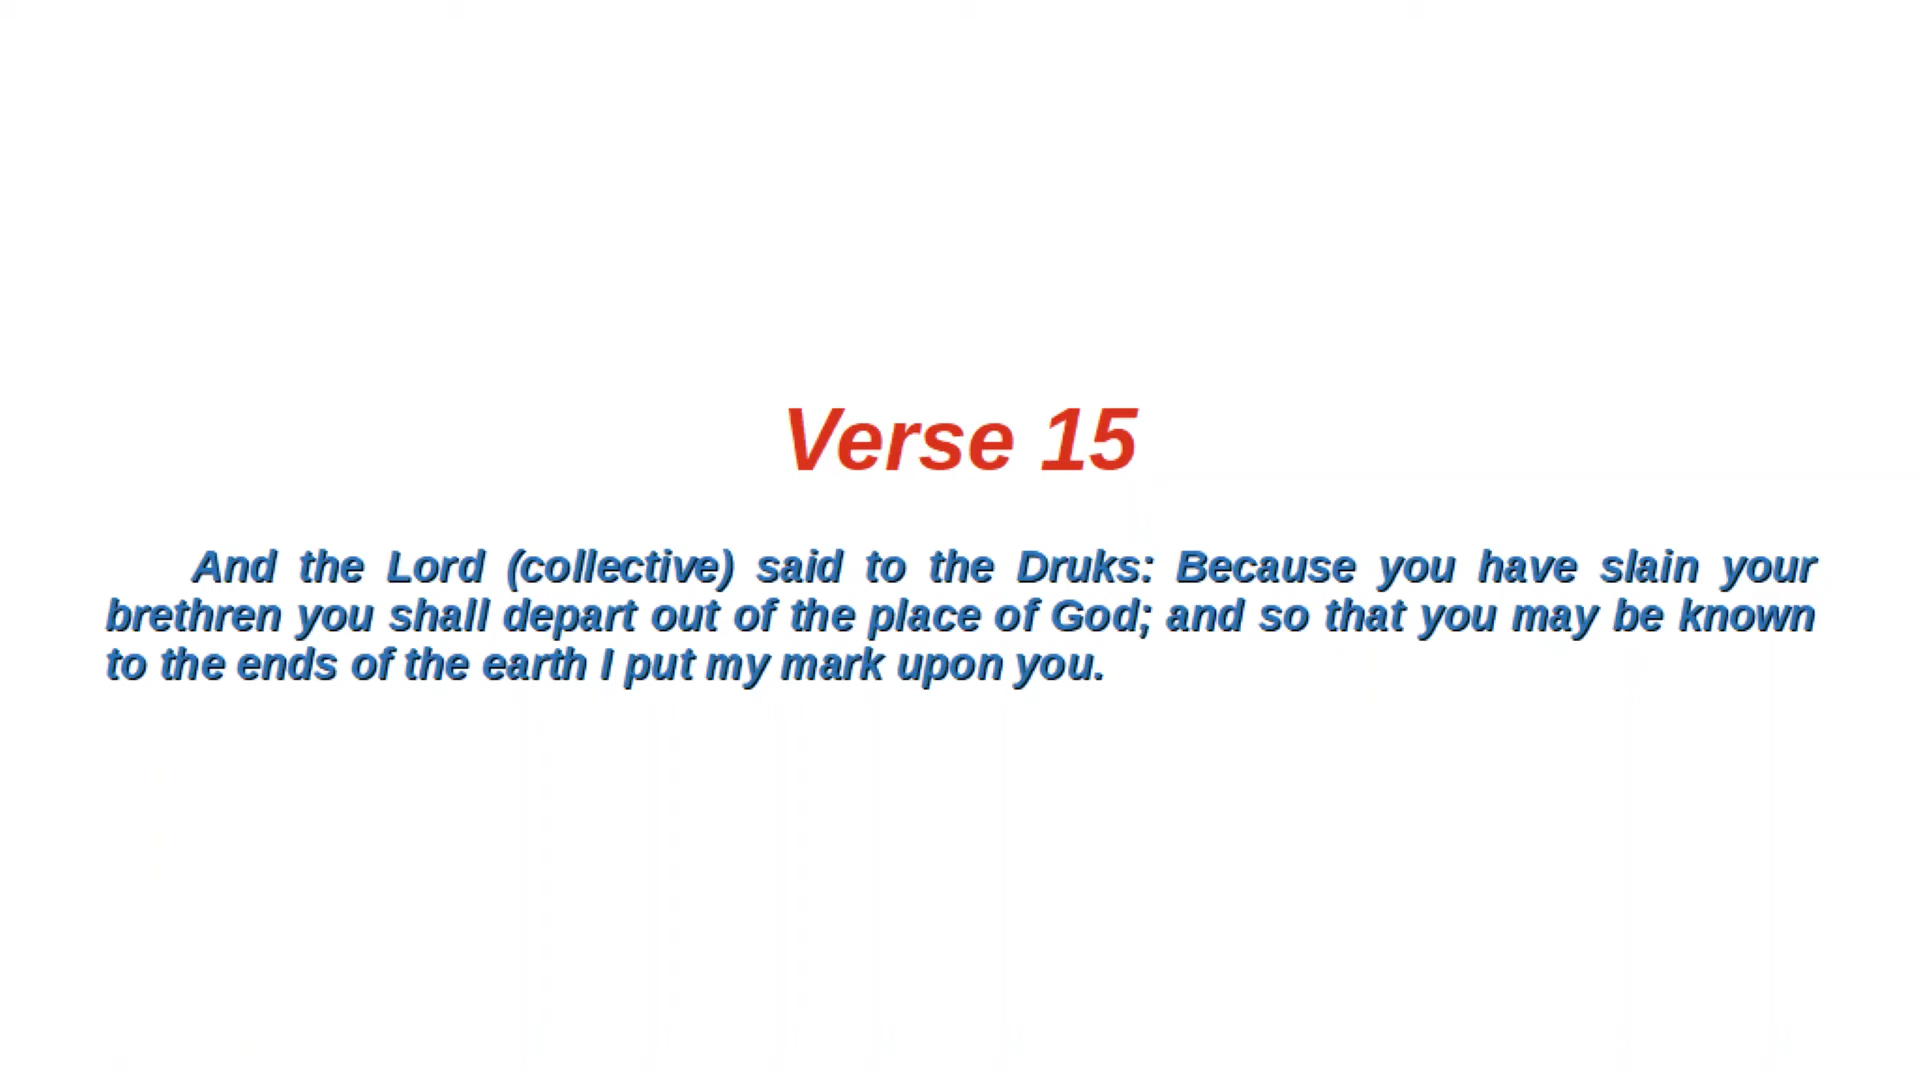 Verse 15
And the Lord (collective) said to the Druks: Because you have slain your
brethren you shall depart out of the place of God; and so that you may be known
to the ends of the earth I put my mark upon you.